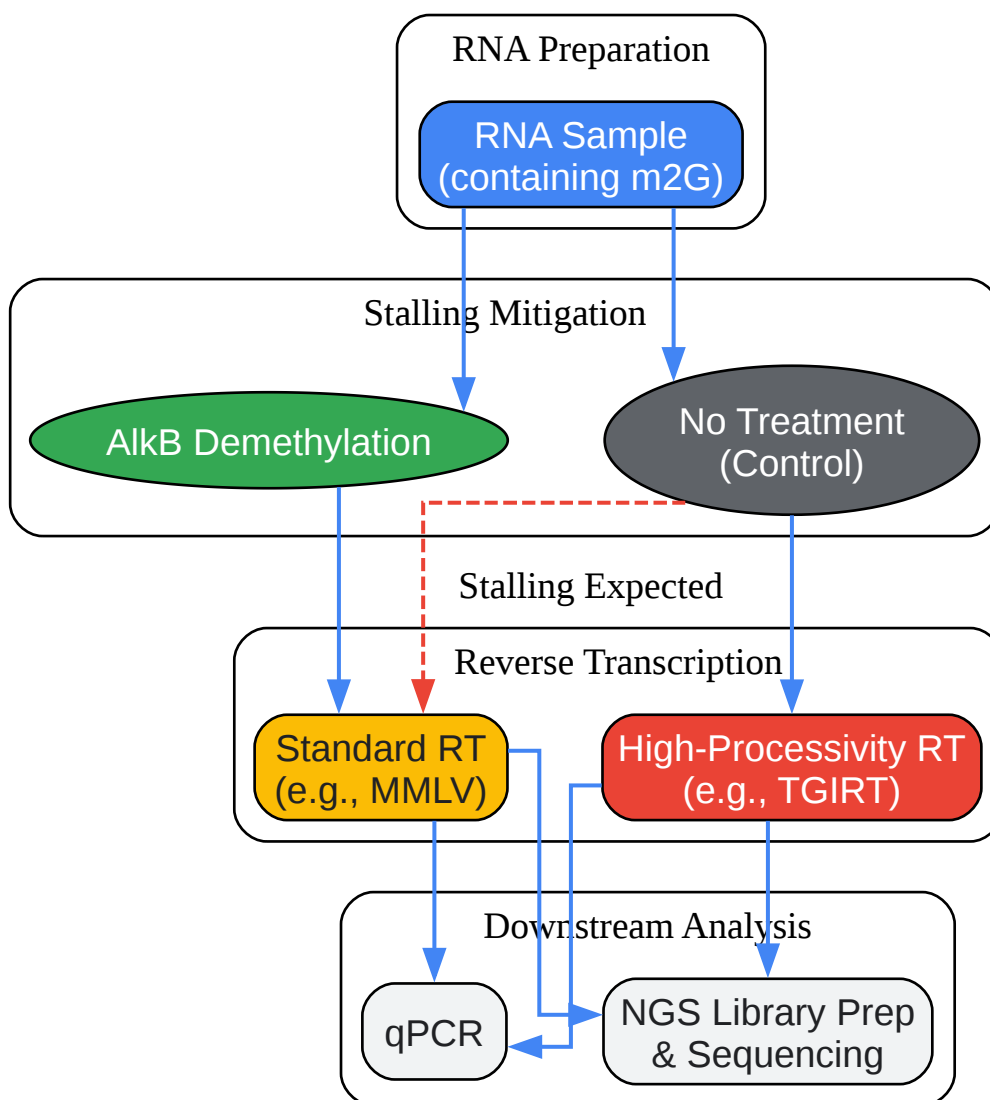 RNA Preparation
RNA Sample
(containing m2G)
Stalling Mitigation
AlkB Demethylation
No Treatment
(Control)
Stalling Expected
Reverse Transcription
Standard RT
(e.g., MMLV)
High-Processivity RT
(e.g., TGIRT)
Downstream Analysis
qPCR
NGS Library Prep
& Sequencing